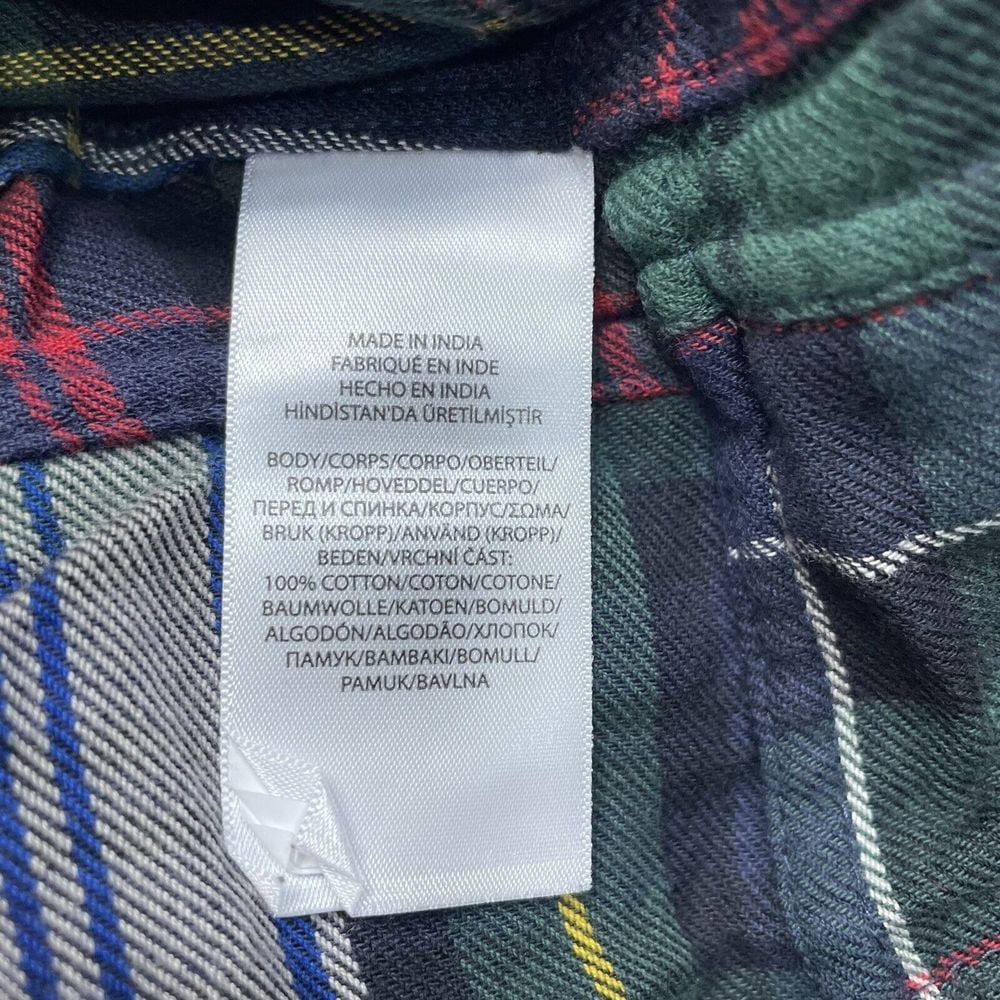 MADE IN INDIA
FABRIQUÉ EN INDE
HECHO EN INDIA
HİNDİSTAN'DA ÜRETİLMİŞTİR
BODY/CORPS/CORPO/OBERTEIL/
ROMP/HOVEDDEL/CUERPO/
ПЕРЕД И СПИНКА/КОРПУС/ΣΩΜΑ/
BRUK (KROPP)/ANVÄND (KROPP)/
BEDEN/VRCHNÍ ČÁST:
100% COTTON/COTON/COTONE/
BAUMWOLLE/KATOEN/BOMULD/
ALGODÓN/ALGODÃO/ХЛОПОК/
ПАМУК/ΒΑΜΒΑΚΙ/BOMULL/
PAMUK/BAVLNA